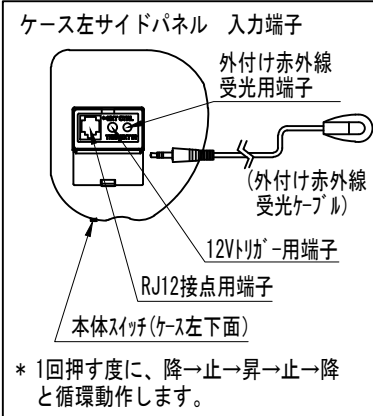 ケース左サイドパネル 入力端子
外付け赤外線
受光用端子
(外付け赤外線
受光ケーブル)
12Vトリガー用端子
RJ12接点用端子
本体スイッチ(ケース左下面)
* 1回押す度に、降→止→昇→止→降
と循環動作します。